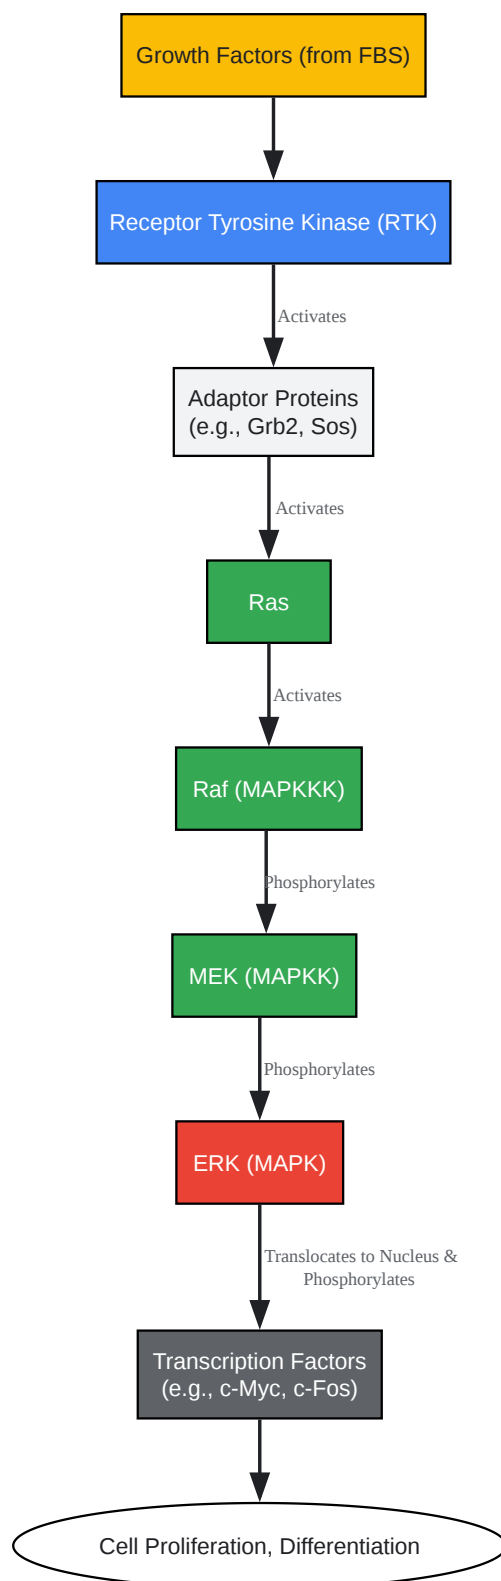 Growth Factors (from FBS)
Receptor Tyrosine Kinase (RTK)
Activates
Adaptor Proteins
(e.g., Grb2, Sos)
Activates
Ras
Activates
Raf (MAPKKK)
Phosphorylates
MEK (MAPKK)
Phosphorylates
ERK (MAPK)
Translocates to Nucleus &
Phosphorylates
Transcription Factors
(e.g., c-Myc, c-Fos)
Cell Proliferation, Differentiation